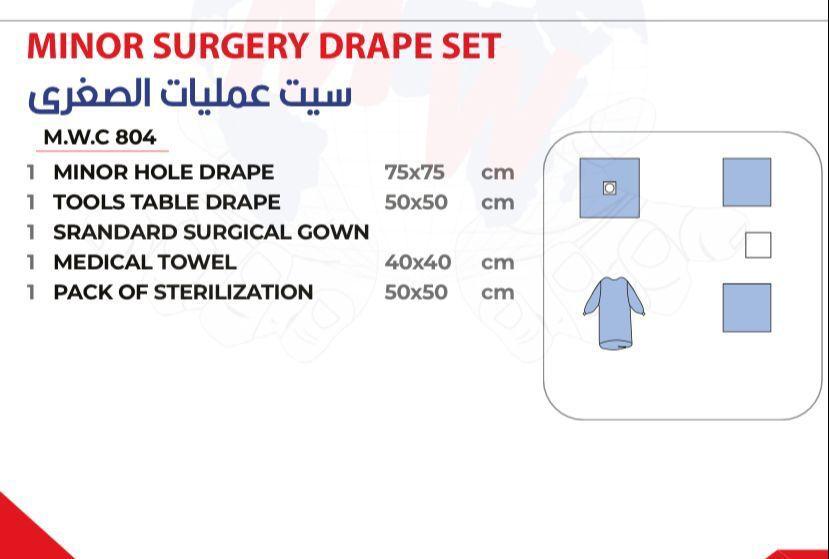 MINOR SURGERY DRAPE SET
سيت عمليات الصغرى
M.W.C 804
1 MINOR HOLE DRAPE 75x75 cm
1 TOOLS TABLE DRAPE 50x50 cm
1 SRANDARD SURGICAL GOWN
1 MEDICAL TOWEL 40x40 cm
1 PACK OF STERILIZATION 50x50 cm